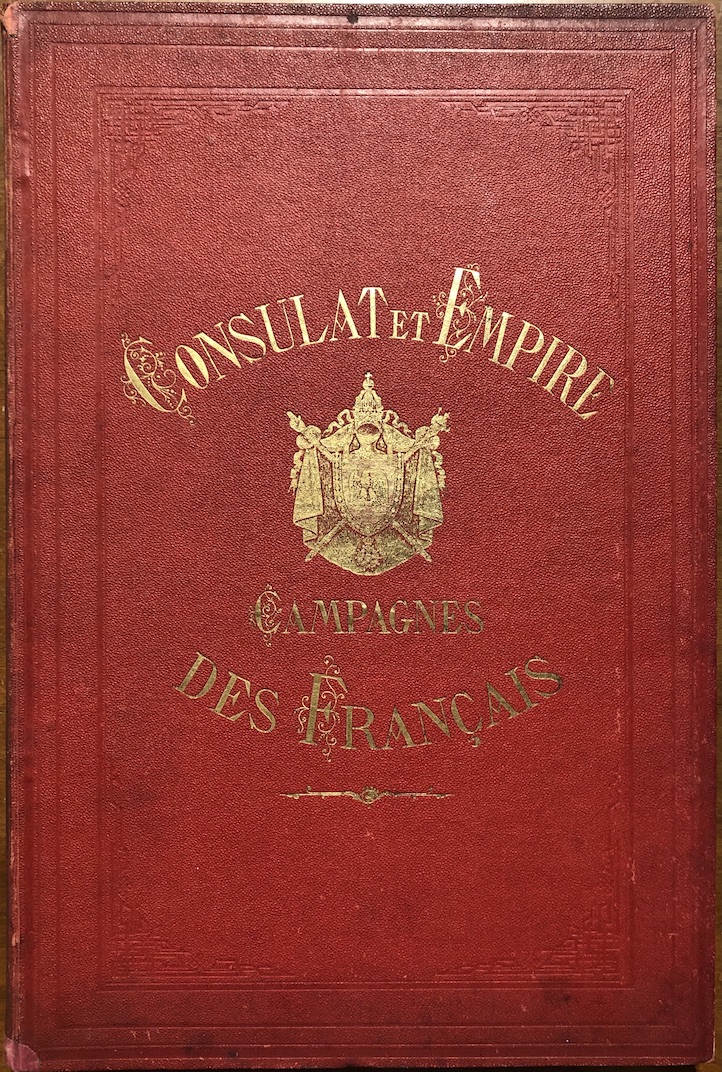 CONSULAT ET EMPIRE
CAMPAGNES
DES FRANÇAIS